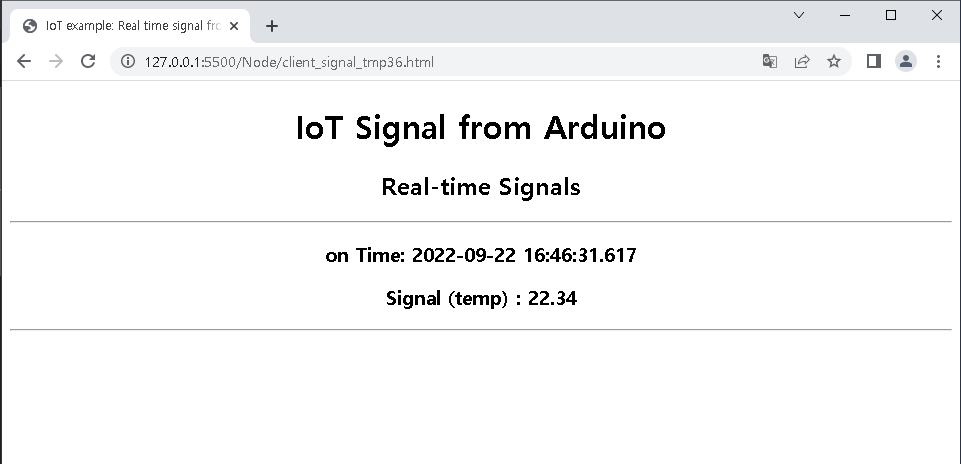 IoT example: Real time signal fro
127.0.0.1:5500/Node/client_signal_tmp36.html
IoT Signal from Arduino
Real-time Signals
on Time: 2022-09-22 16:46:31.617
Signal (temp) : 22.34